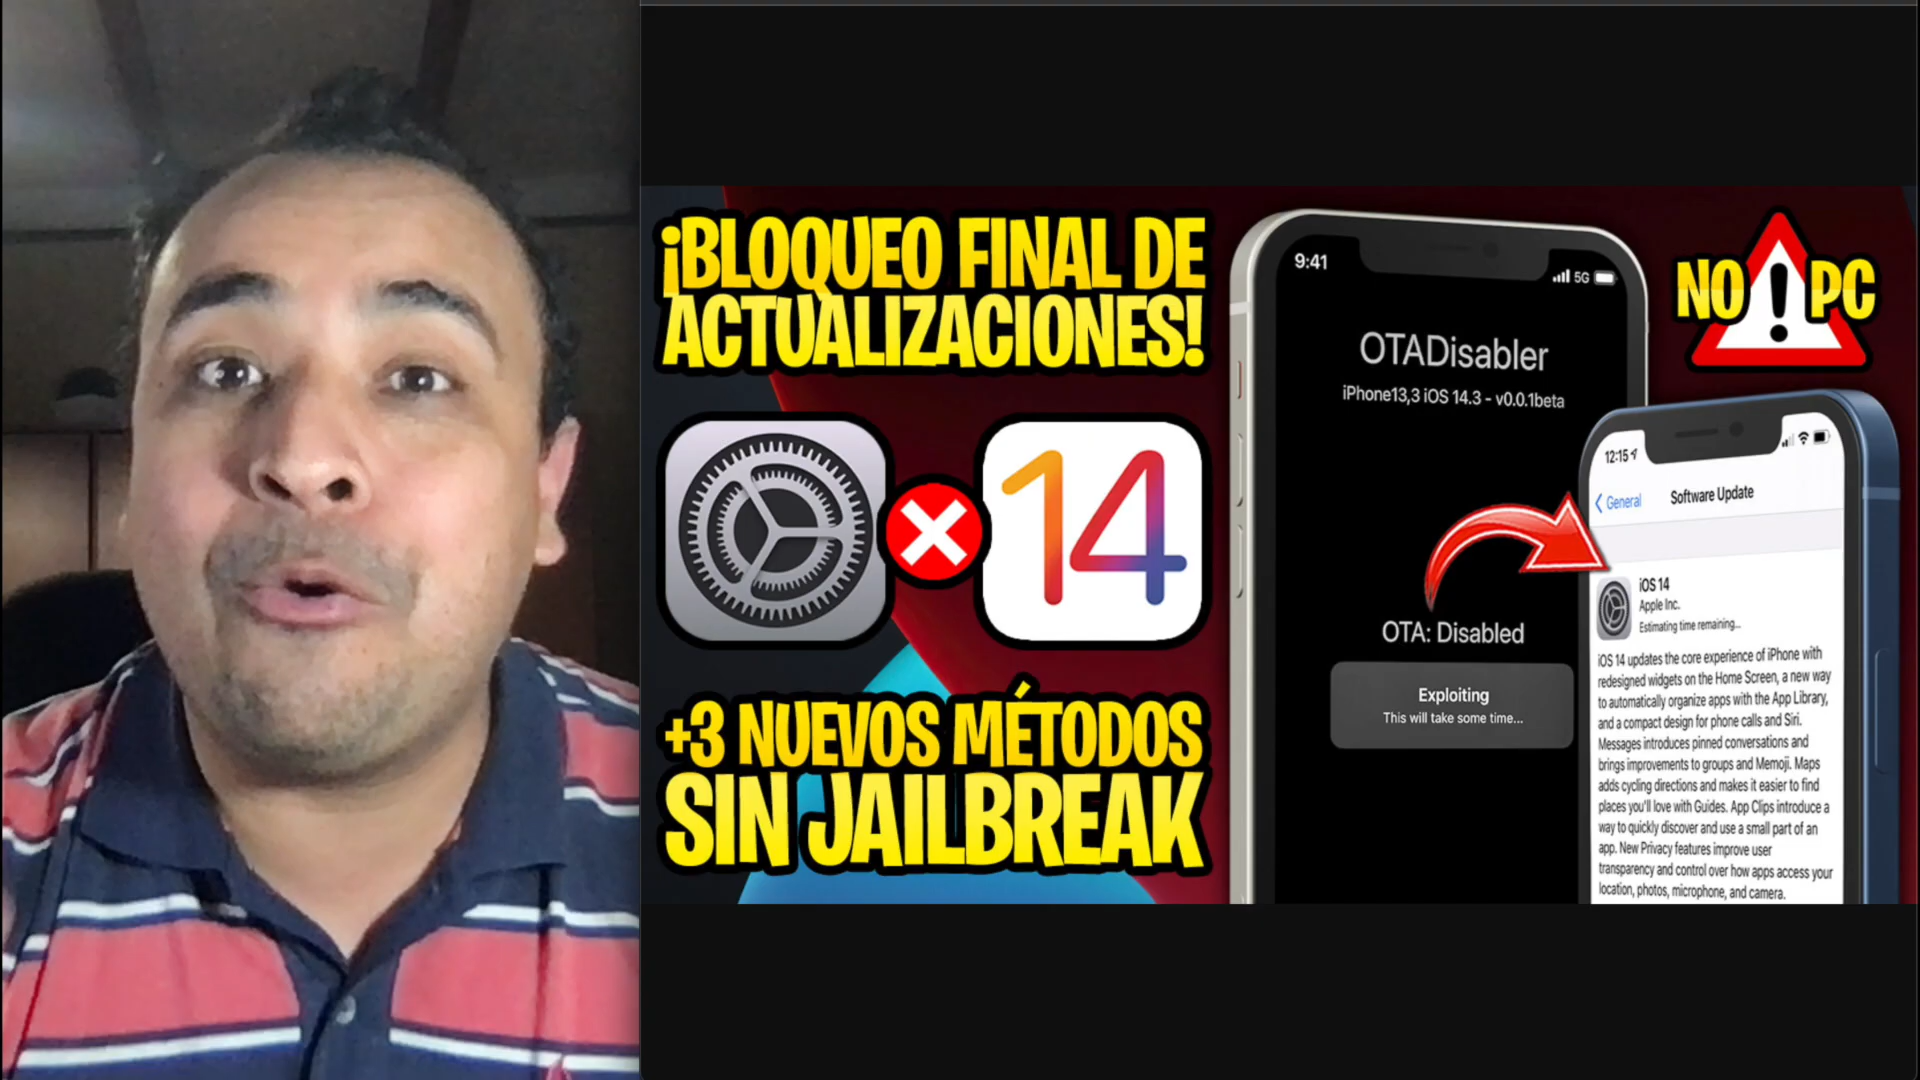 ¡BLOQUEO FINAL DE
ACTUALIZACIONES!
14
+3 NUEVOS MÉTODOS
SIN JAILBREAK
9:41
5G
OTADisabler
iPhone13,3 iOS 14.3 - v0.0.1beta
OTA: Disabled
Exploiting
This will take some time...
NO ! PC
12:15
General
Software Update
iOS 14
Apple Inc.
Estimating time remaining...
iOS 14 updates the core experience of iPhone with
redesigned widgets on the Home Screen, a new way
to automatically organize apps with the App Library,
and a compact design for phone calls and Siri.
Messages introduces pinned conversations and
brings improvements to groups and Memoji. Maps
adds cycling directions and makes it easier to find
places you'll love with Guides. App Clips introduce a
way to quickly discover and use a small part of an
app. New Privacy features improve user
transparency and control over how apps access your
location, photos, microphone, and camera.